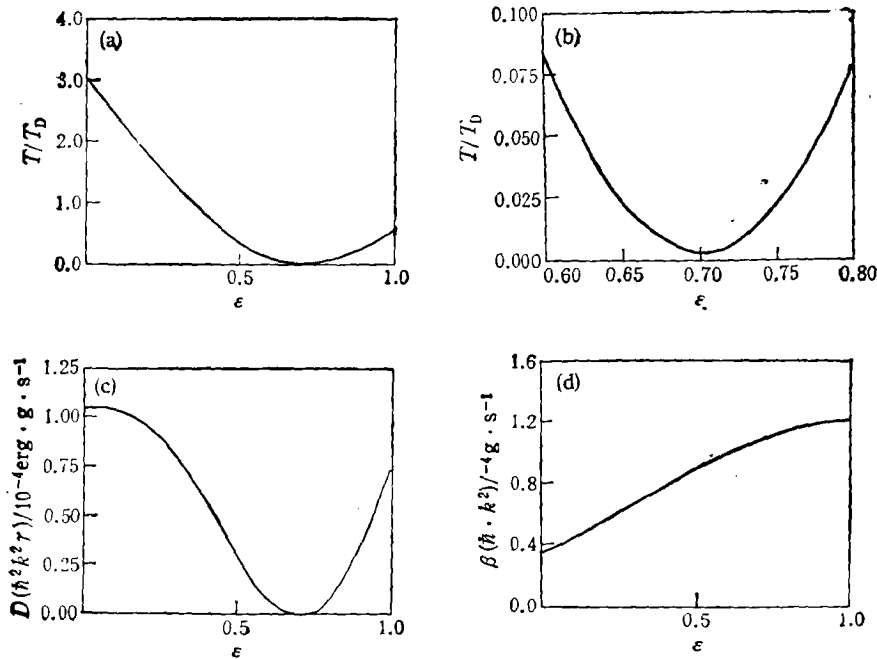 (a)
T/T_D
4.0
3.0
2.0
1.0
0.0
0.5
1.0
ε
(b)
T/T_D
0.100
0.075
0.050
0.025
0.000
0.60
0.65
0.70
0.75
0.80
ε.
(c)
D(ħ²k²r)/10⁻⁴erg·g·s⁻¹
1.25
1.00
0.75
0.50
0.25
0.00
0.5
1.0
ε
(d)
β(ħ·k²)/⁻⁴g·s⁻¹
1.6
1.2
0.8
0.4
0.0
0.5
1.0
ε